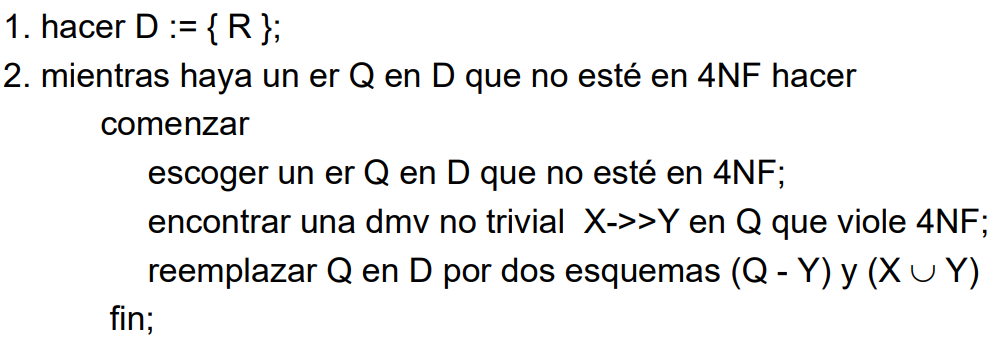 1. hacer D := { R };
2. mientras haya un er Q en D que no esté en 4NF hacer
comenzar
escoger un er Q en D que no esté en 4NF;
encontrar una dmv no trivial X->>Y en Q que viole 4NF;
reemplazar Q en D por dos esquemas (Q - Y) y (X ∪ Y)
fin;